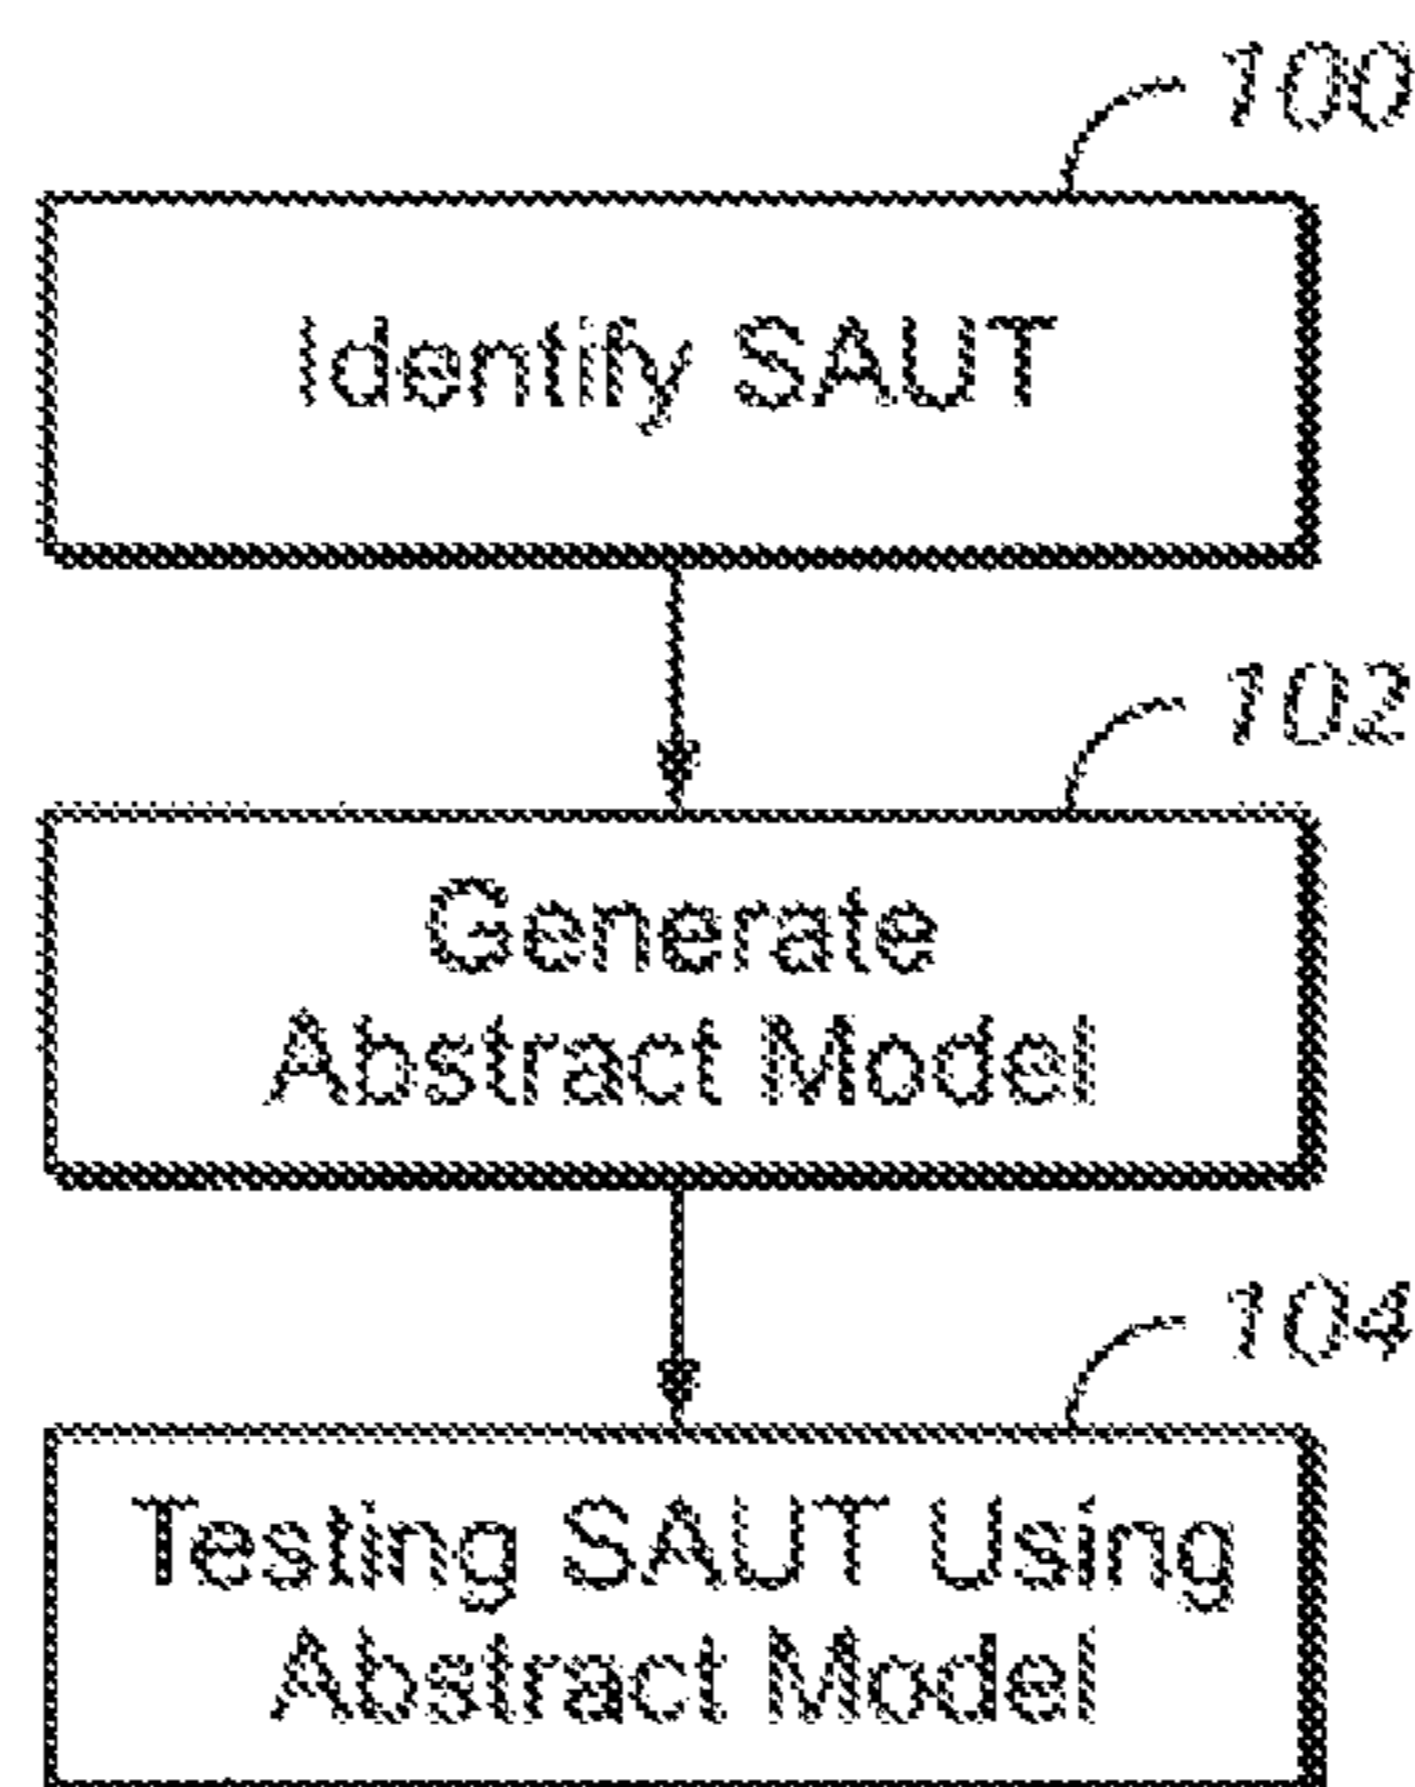 100
Identify SAUT
102
Generate
Abstract Model
104
Testing SAUT Using
Abstract Model